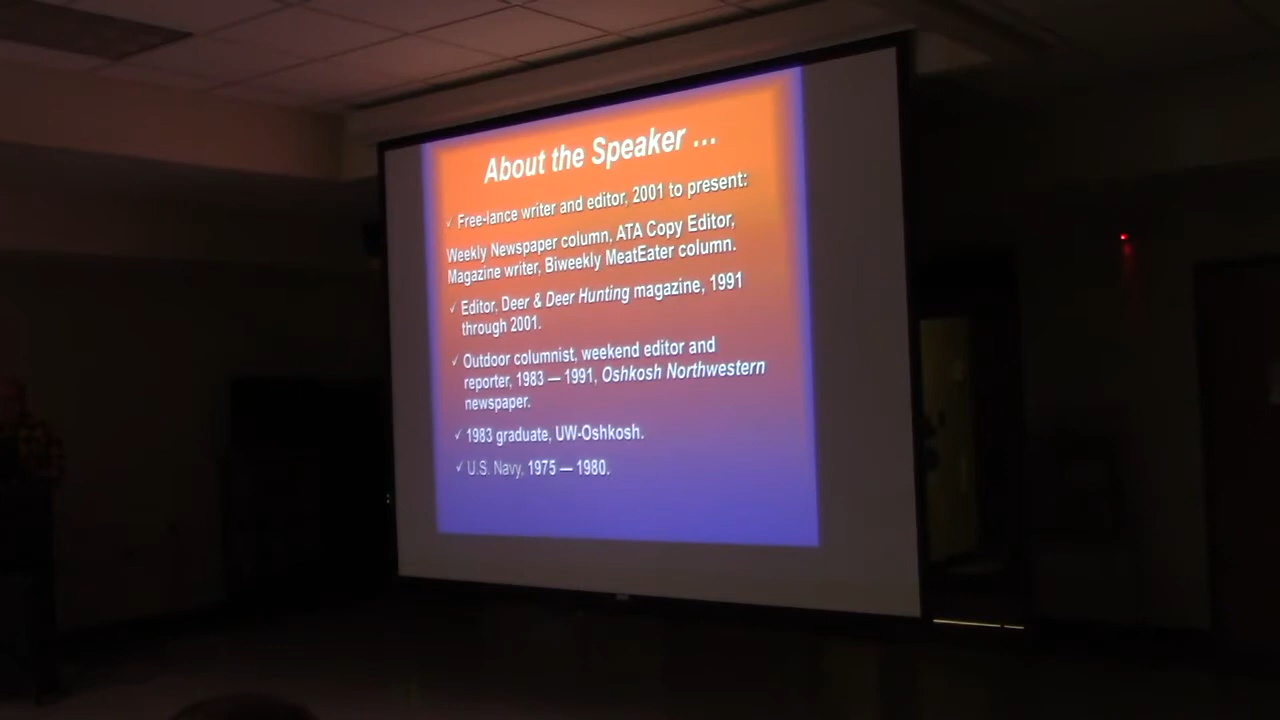 About the Speaker ...
✓ Free-lance writer and editor, 2001 to present:
Weekly Newspaper column, ATA Copy Editor,
Magazine writer, Biweekly MeatEater column.
✓ Editor, Deer & Deer Hunting magazine, 1991
through 2001.
✓ Outdoor columnist, weekend editor and
reporter, 1983 — 1991, Oshkosh Northwestern
newspaper.
✓ 1983 graduate, UW-Oshkosh.
✓ U.S. Navy, 1975 — 1980.